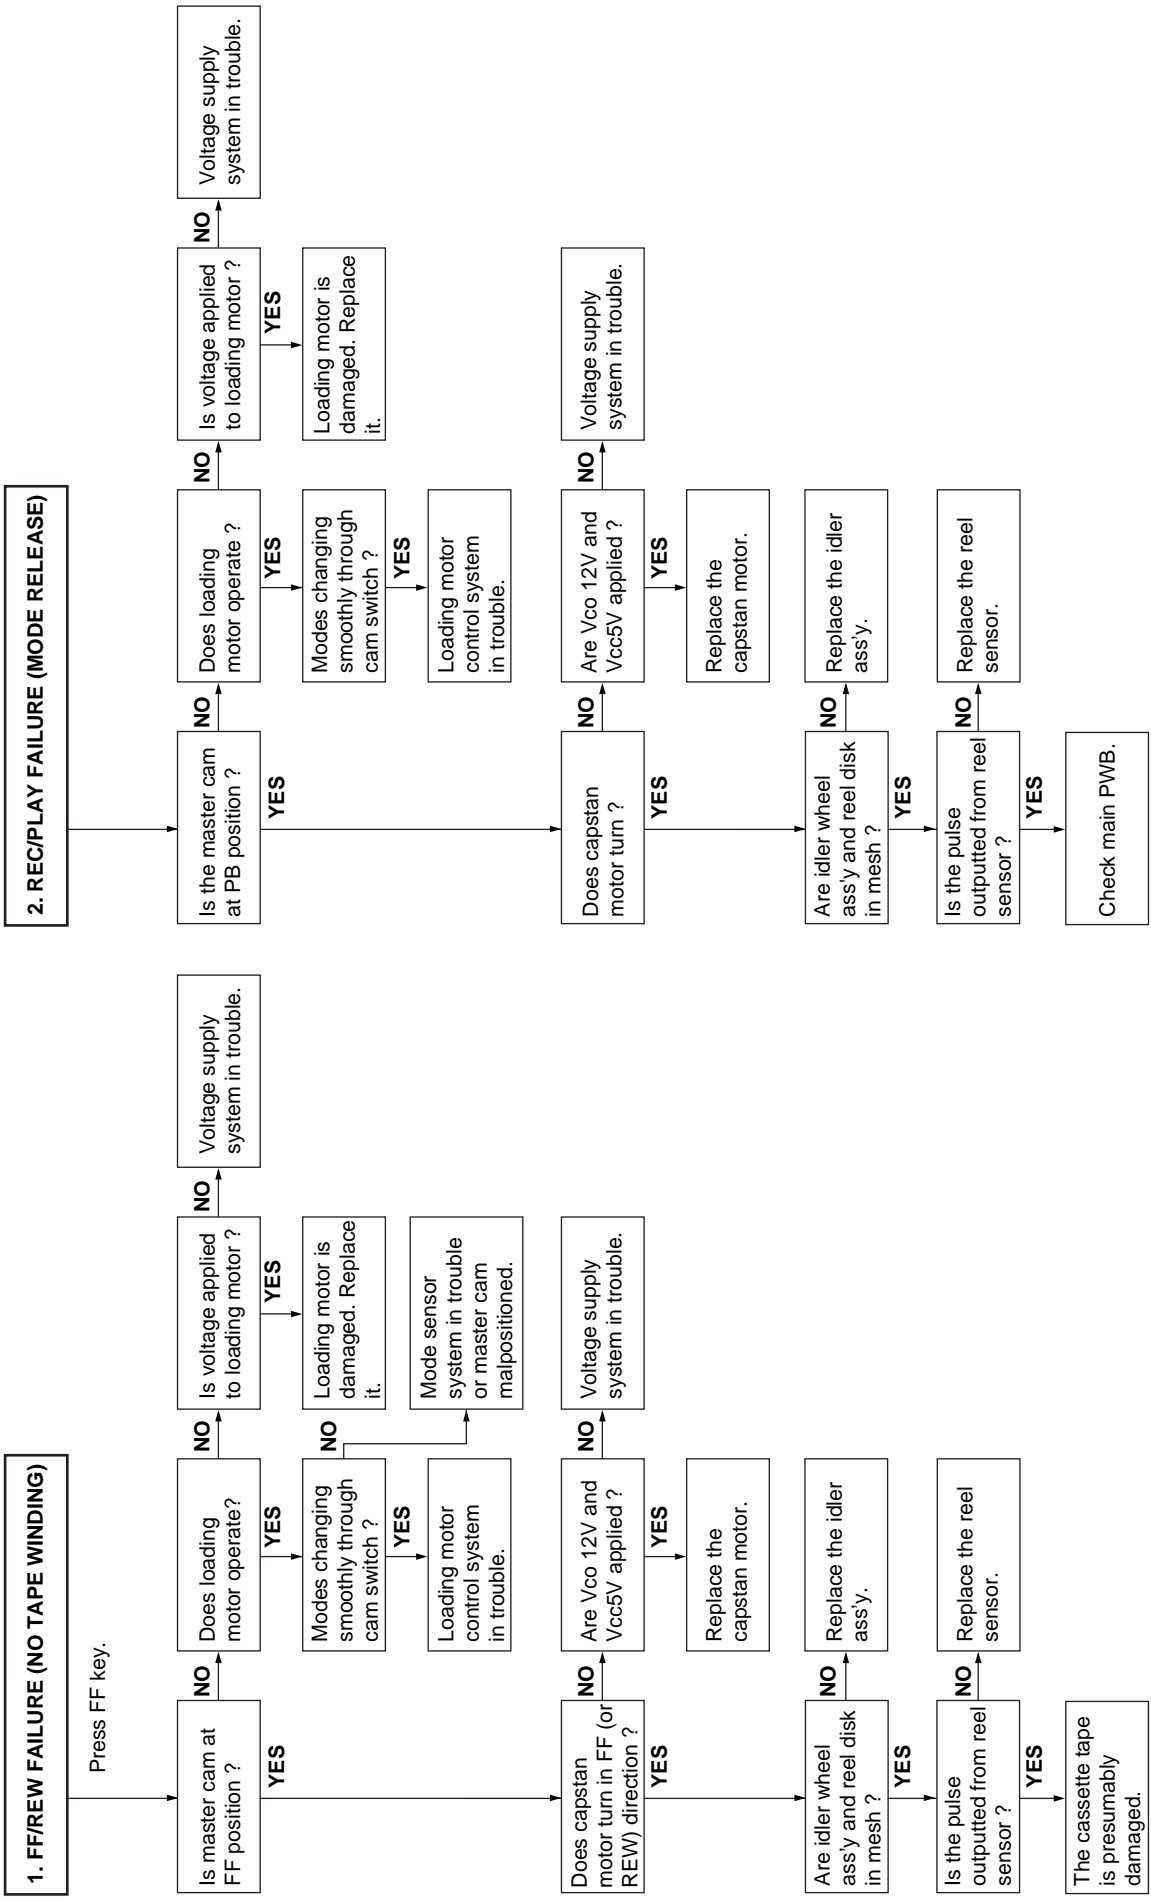 1. FF/REW FAILURE (NO TAPE WINDING)
Press FF key.
Is master cam at
FF position ?
NO
Does loading
motor operate?
NO
Is voltage applied
to loading motor ?
NO
Voltage supply
system in trouble.
YES
YES
YES
Modes changing
smoothly through
cam switch ?
NO
Loading motor is
damaged. Replace
it.
YES
Loading motor
control system
in trouble.
Mode sensor
system in trouble
or master cam
malpositioned.
Does capstan
motor turn in FF (or
REW) direction ?
NO
Are Vco 12V and
Vcc5V applied ?
NO
Voltage supply
system in trouble.
YES
YES
Replace the
capstan motor.
Are idler wheel
ass'y and reel disk
in mesh ?
NO
Replace the idler
ass'y.
YES
Is the pulse
outputted from reel
sensor ?
NO
Replace the reel
sensor.
YES
The cassette tape
is presumably
damaged.
2. REC/PLAY FAILURE (MODE RELEASE)
Is the master cam
at PB position ?
NO
Does loading
motor operate ?
NO
Is voltage applied
to loading motor ?
NO
Voltage supply
system in trouble.
YES
YES
YES
Modes changing
smoothly through
cam switch ?
Loading motor is
damaged. Replace
it.
YES
Loading motor
control system
in trouble.
Does capstan
motor turn ?
NO
Are Vco 12V and
Vcc5V applied ?
NO
Voltage supply
system in trouble.
YES
YES
Replace the
capstan motor.
Are idler wheel
ass'y and reel disk
in mesh ?
NO
Replace the idler
ass'y.
YES
Is the pulse
outputted from reel
sensor ?
NO
Replace the reel
sensor.
YES
Check main PWB.